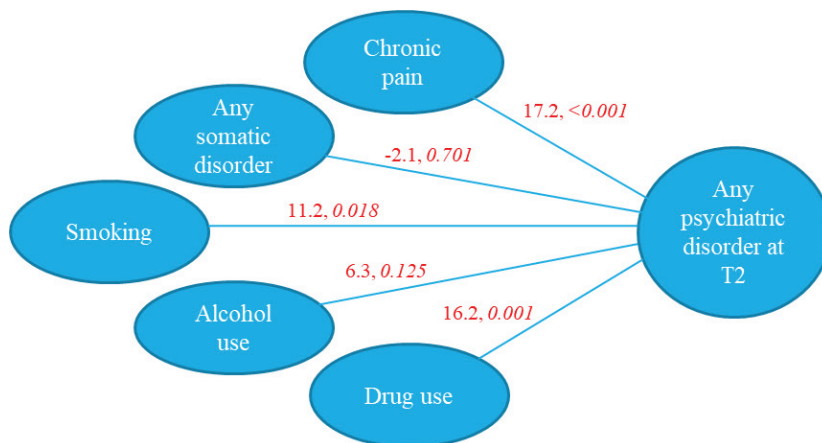 Chronic
pain
17.2, <0.001
Any
somatic
disorder
-2.1, 0.701
Any
psychiatric
disorder at
T2
Smoking
11.2, 0.018
6.3, 0.125
Alcohol
use
16.2, 0.001
Drug use